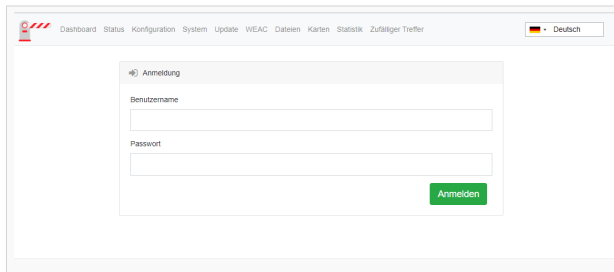 Dashboard Status Konfiguration System Update WEAC Dateien Karten Statistik Zufälliger Treffer Deutsch
Anmeldung
Benutzername
Passwort
Anmelden